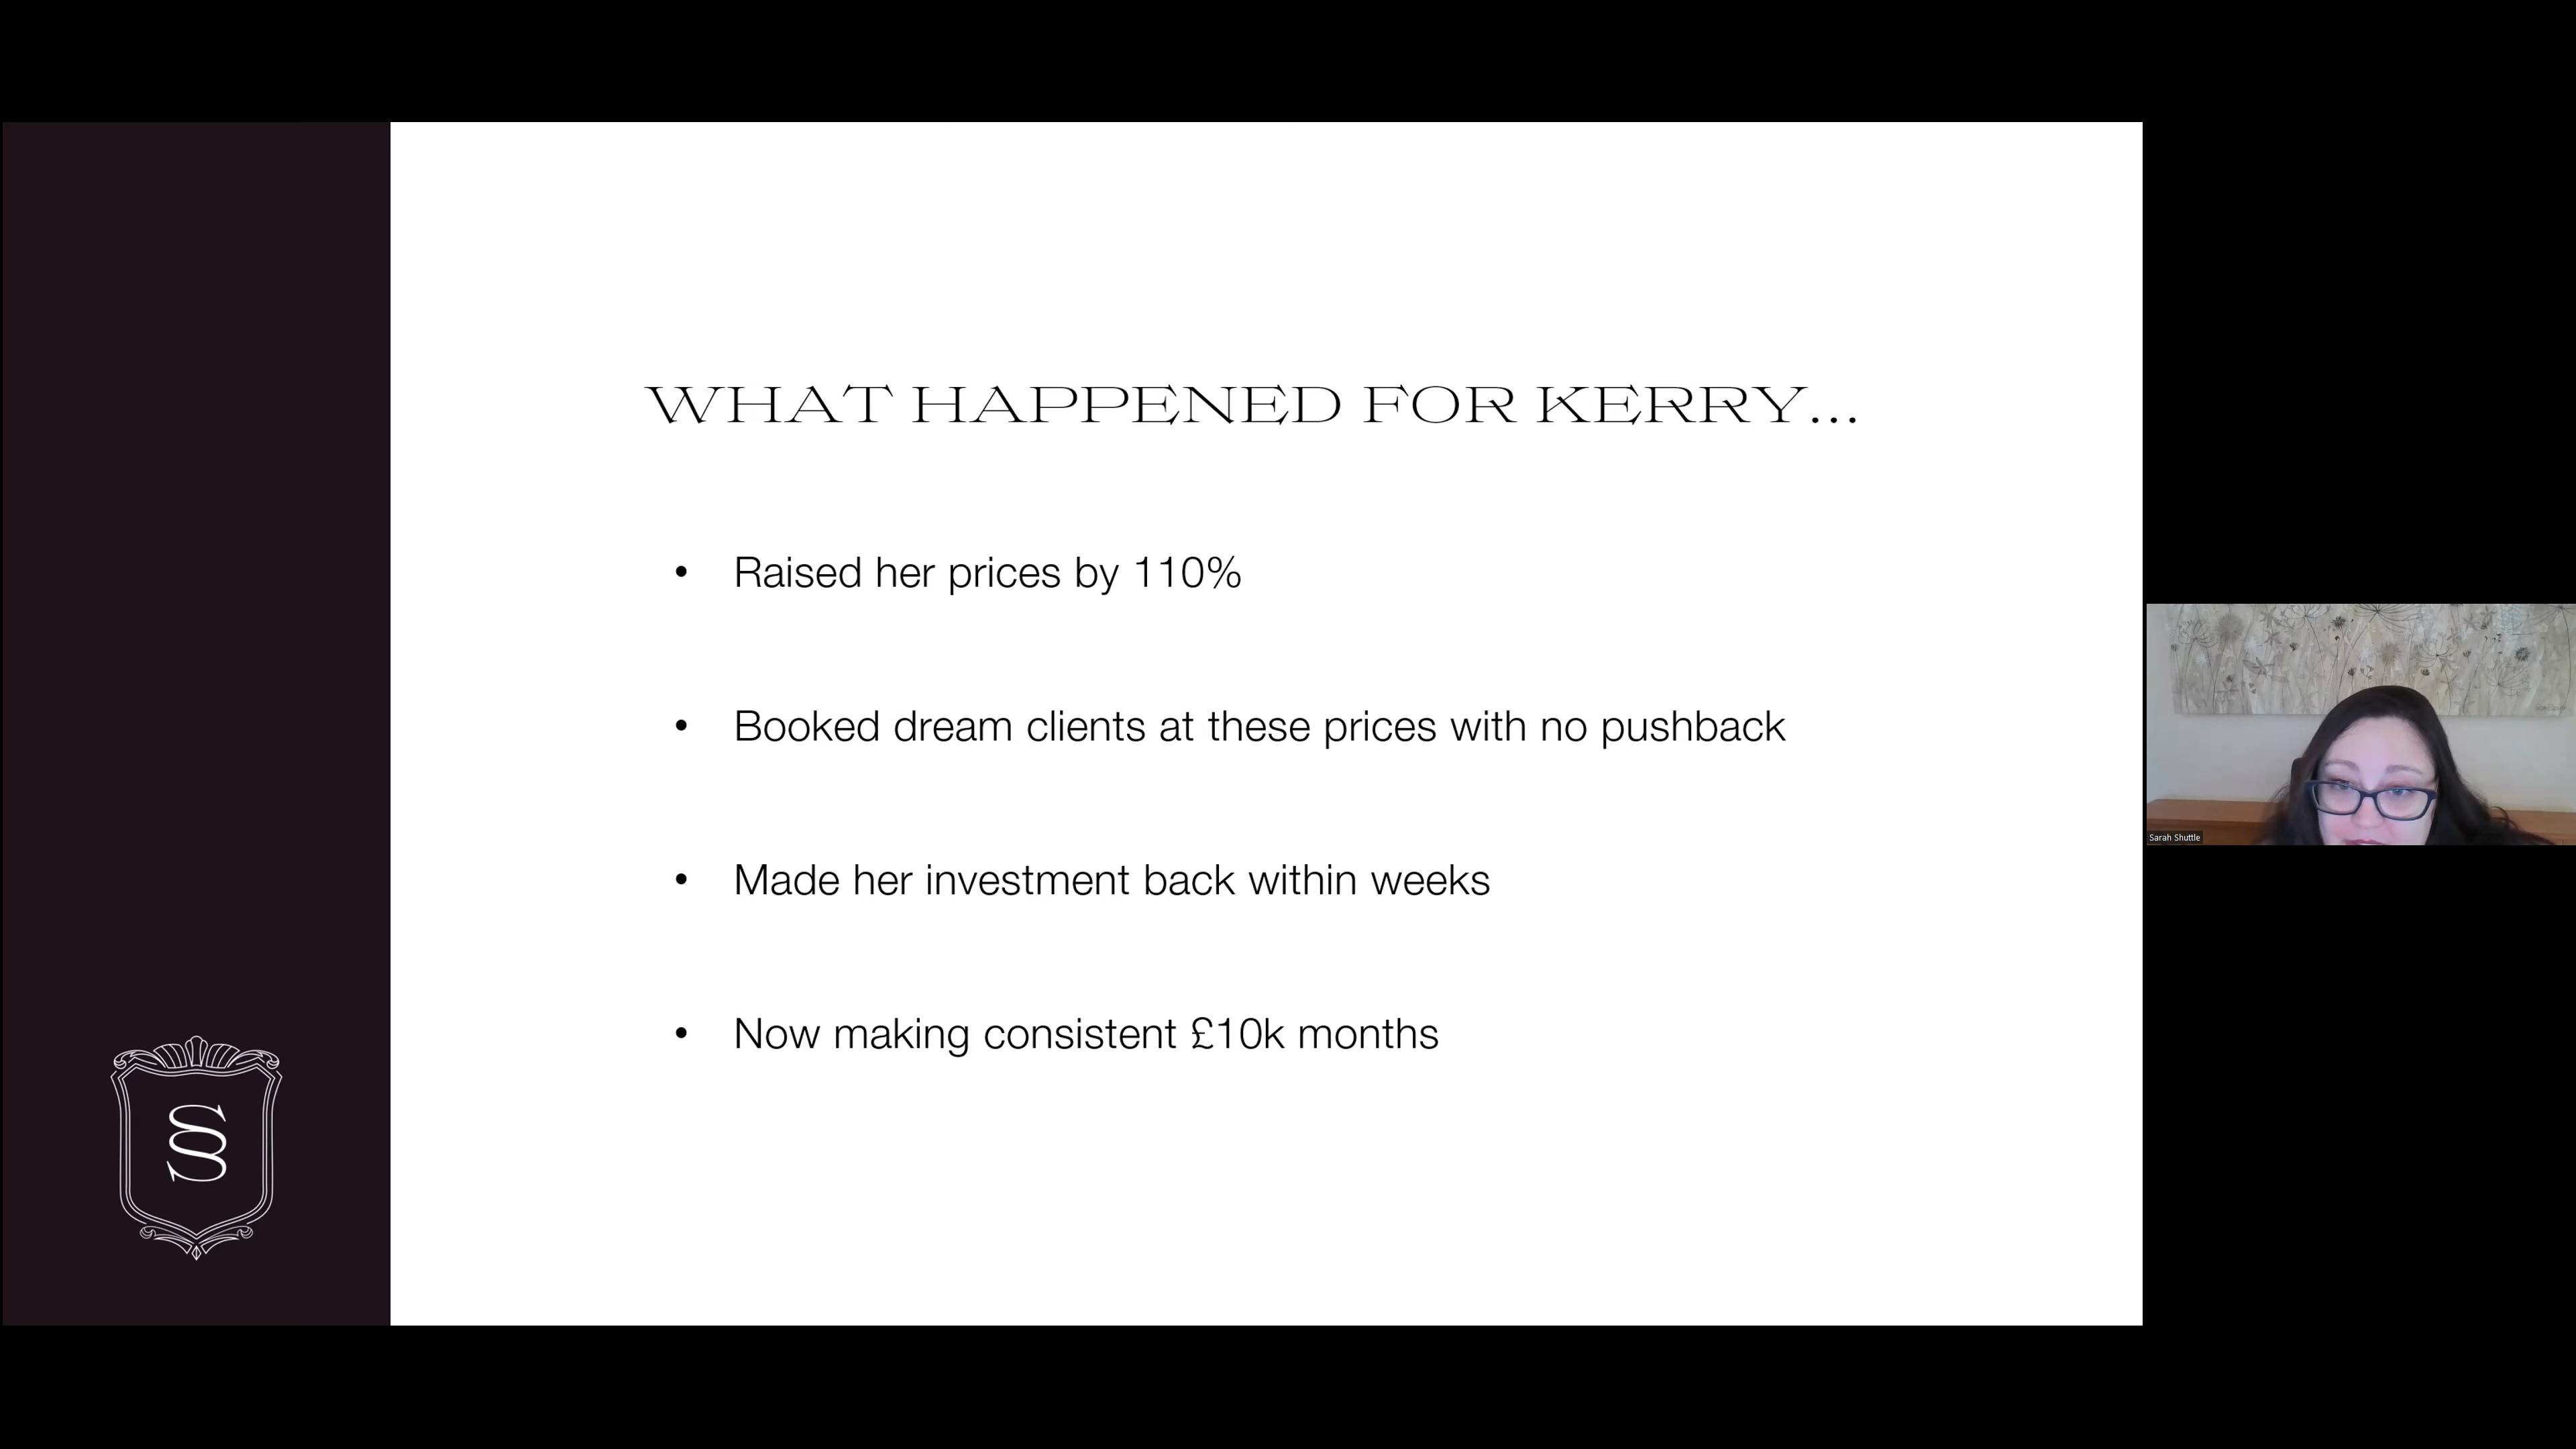 WHAT HAPPENED FOR KERRY...
• Raised her prices by 110%
• Booked dream clients at these prices with no pushback
• Made her investment back within weeks
• Now making consistent £10k months
SS
Sarah Shuttle